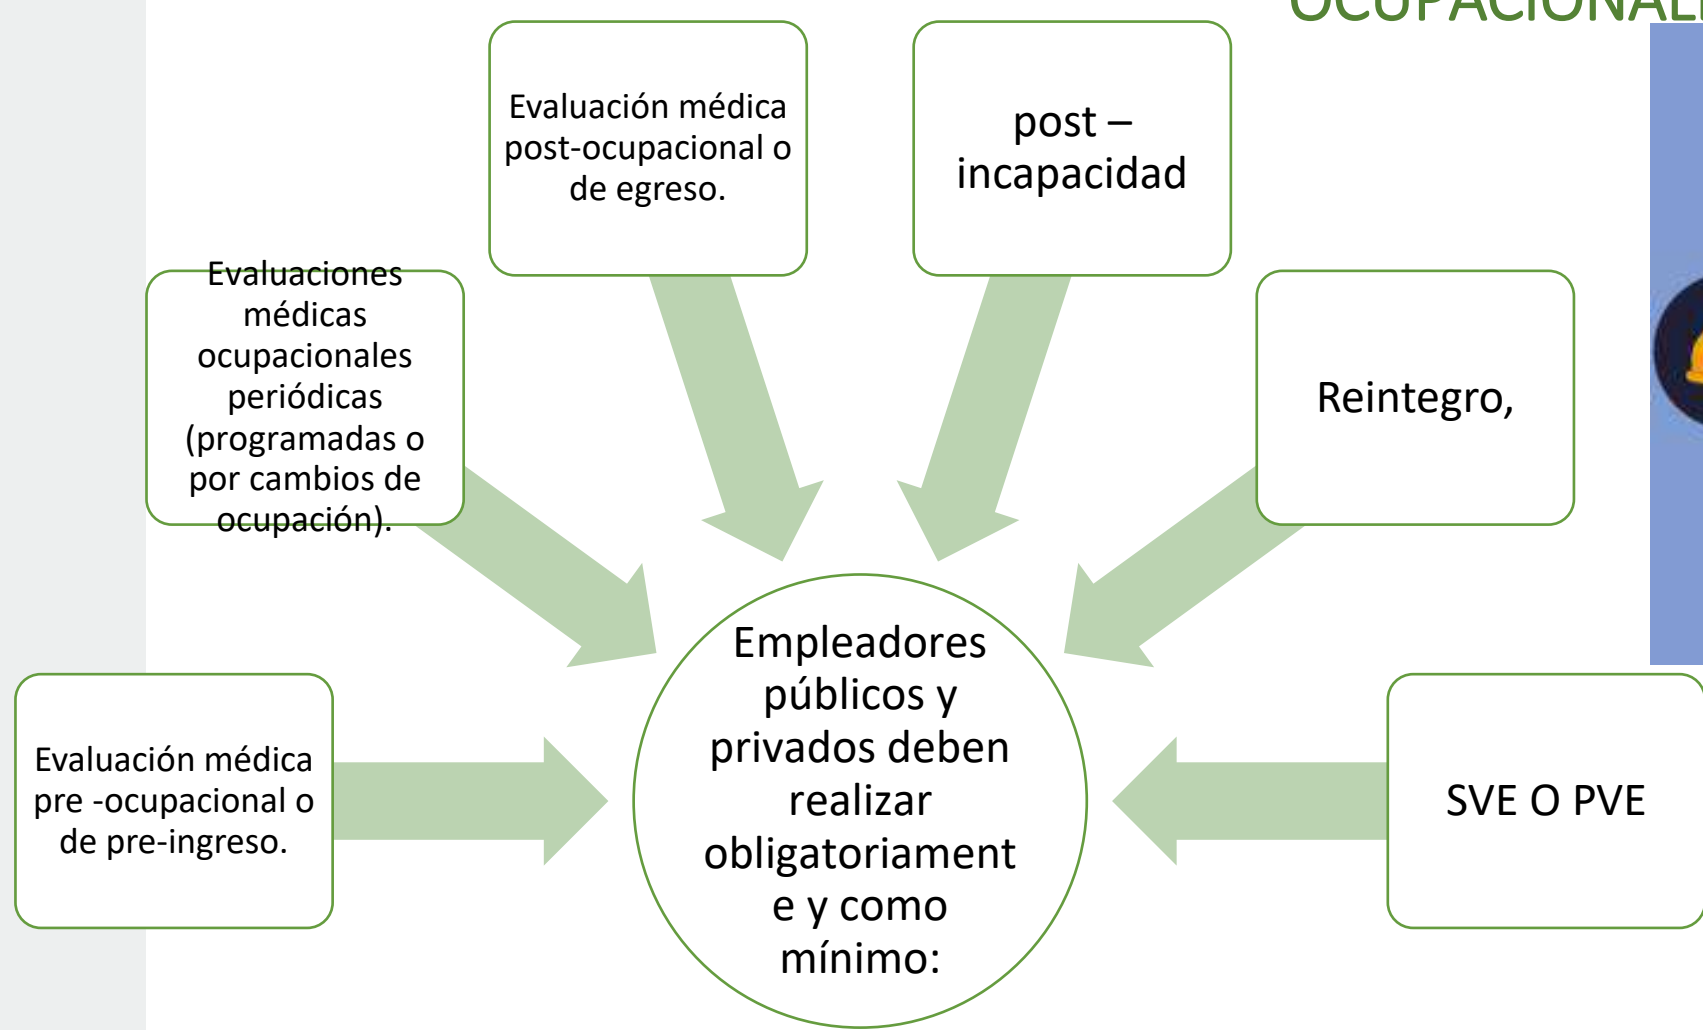 OCUPACIONALE
Evaluación médica
post-ocupacional o
de egreso.
post –
incapacidad
Evaluaciones
médicas
ocupacionales
periódicas
(programadas o
por cambios de
ocupación).
Reintegro,
Evaluación médica
pre -ocupacional o
de pre-ingreso.
Empleadores
públicos y
privados deben
realizar
obligatoriament
e y como
mínimo:
SVE O PVE